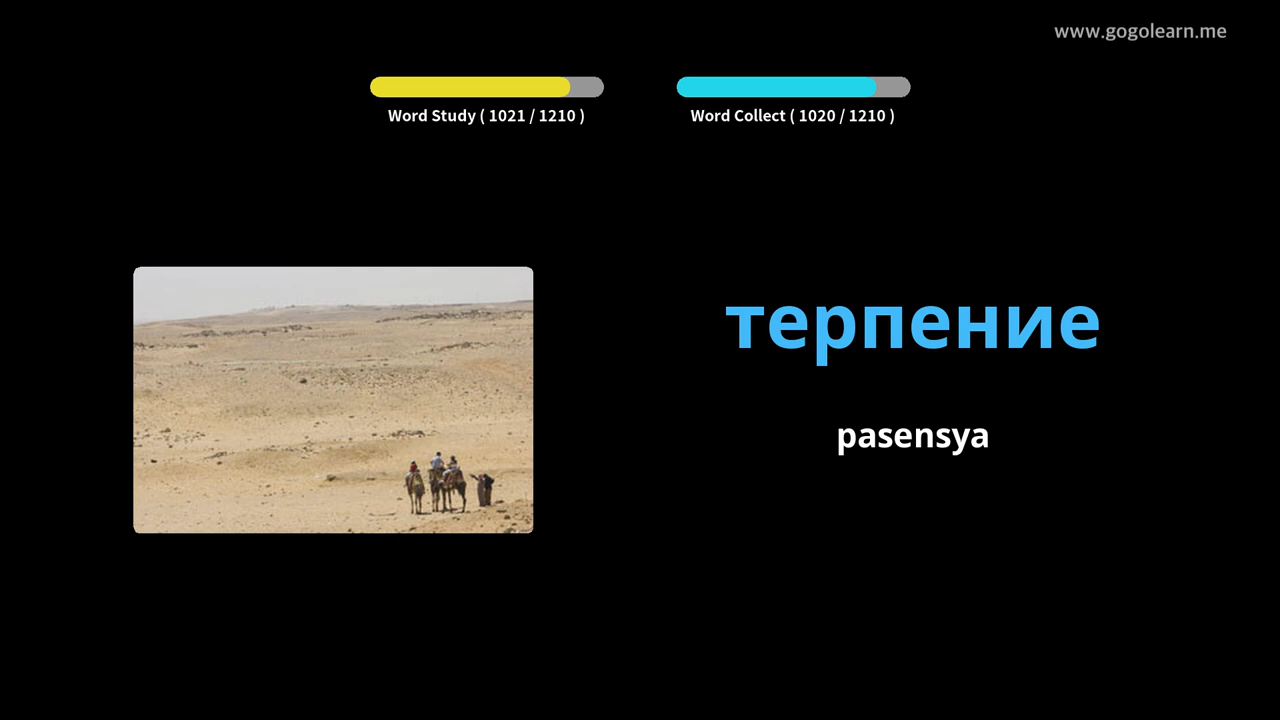 www.gogolearn.me
Word Study ( 1021 / 1210 )
Word Collect ( 1020 / 1210 )
терпение
pasensya